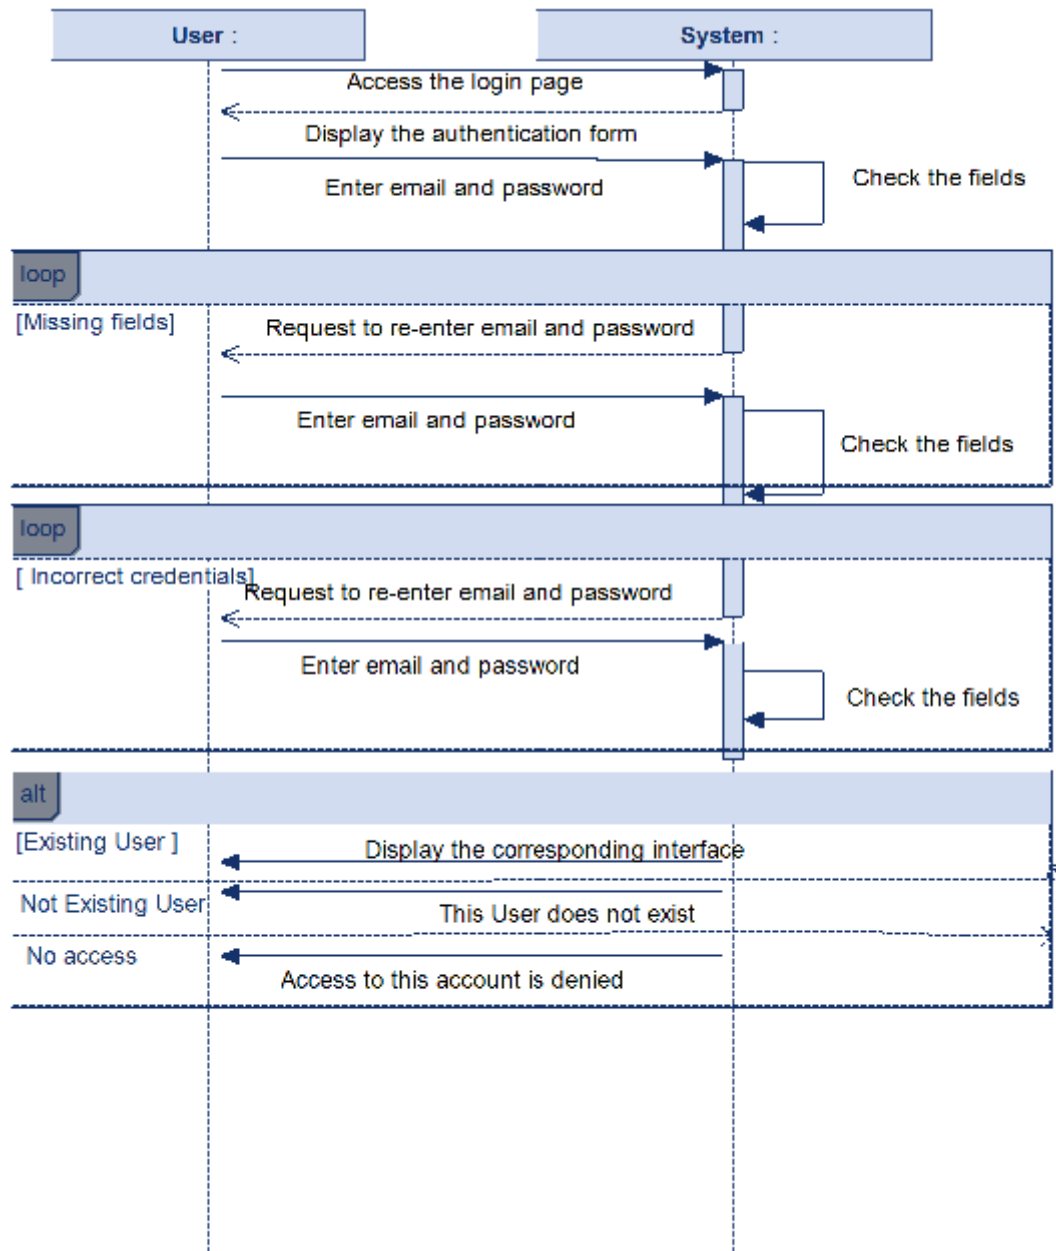 User :
System :
Access the login page
Display the authentication form
Enter email and password
Check the fields
loop
[Missing fields]
Request to re-enter email and password
Enter email and password
Check the fields
loop
[ Incorrect credentials]
Request to re-enter email and password
Enter email and password
Check the fields
alt
[Existing User ]
Display the corresponding interface
Not Existing User
This User does not exist
No access
Access to this account is denied